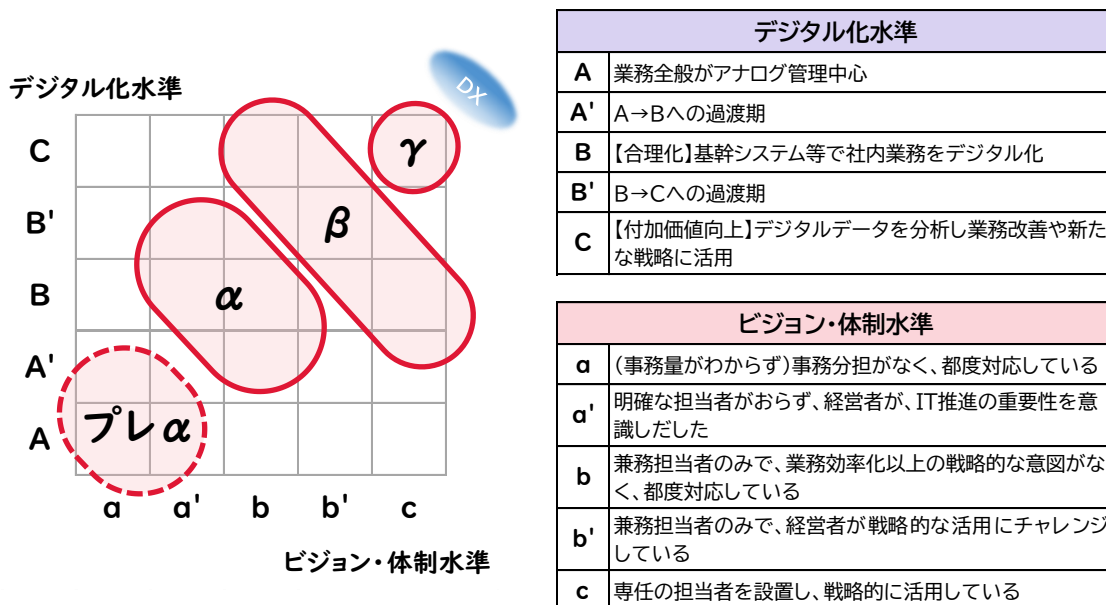 デジタル化水準
DX
C
B'
B
A'
A
γ
β
α
プレα
a a' b b' c
ビジョン・体制水準
デジタル化水準
A 業務全般がアナログ管理中心
A' A→Bへの過渡期
B 【合理化】基幹システム等で社内業務をデジタル化
B' B→Cへの過渡期
C 【付加価値向上】デジタルデータを分析し業務改善や新た
な戦略に活用
ビジョン・体制水準
a (事務量がわからず)事務分担がなく、都度対応している
a' 明確な担当者がおらず、経営者が、IT推進の重要性を意
識しだした
b 兼務担当者のみで、業務効率化以上の戦略的な意図がな
く、都度対応している
b' 兼務担当者のみで、経営者が戦略的な活用にチャレンジ
している
c 専任の担当者を設置し、戦略的に活用している